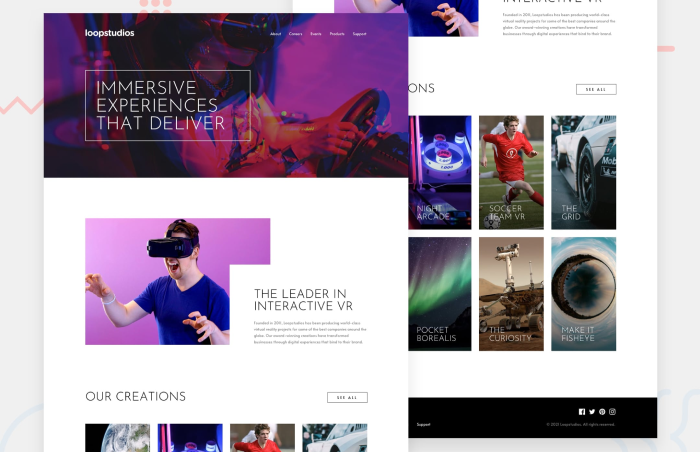 loopstudios
About Careers Events Products Support
IMMERSIVE
EXPERIENCES
THAT DELIVER
THE LEADER IN
INTERACTIVE VR
Founded in 2011, Loopstudios has been producing world-class
virtual reality projects for some of the best companies around the
globe. Our award-winning creations have transformed
businesses through digital experiences that bind to their brand.
OUR CREATIONS
SEE ALL
INTERACTIVE VR
Founded in 2011, Loopstudios has been producing world-class
virtual reality projects for some of the best companies around the
globe. Our award-winning creations have transformed
businesses through digital experiences that bind to their brand.
ONS
SEE ALL
NIGHT
ARCADE
SOCCER
TEAM VR
THE
GRID
Mob
POCKET
BOREALIS
THE
CURIOSITY
MAKE IT
FISHEYE
Support
© 2021 Loopstudios. All rights reserved.